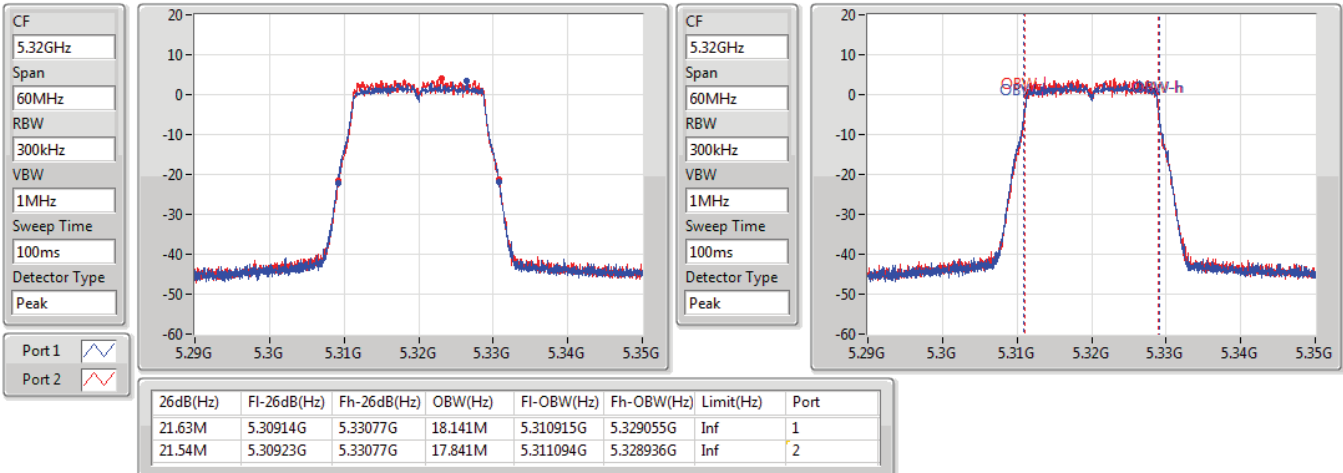 CF
5.32GHz
Span
60MHz
RBW
300kHz
VBW
1MHz
Sweep Time
100ms
Detector Type
Peak
Port 1
Port 2
20
10
0
-10
-20
-30
-40
-50
-60
5.29G 5.3G 5.31G 5.32G 5.33G 5.34G 5.35G
CF
5.32GHz
Span
60MHz
RBW
300kHz
VBW
1MHz
Sweep Time
100ms
Detector Type
Peak
20
10
0
-10
-20
-30
-40
-50
-60
5.29G 5.3G 5.31G 5.32G 5.33G 5.34G 5.35G
26dB(Hz) Fl-26dB(Hz) Fh-26dB(Hz) OBW(Hz) Fl-OBW(Hz) Fh-OBW(Hz) Limit(Hz) Port
21.63M 5.30914G 5.33077G 18.141M 5.310915G 5.329055G Inf 1
21.54M 5.30923G 5.33077G 17.841M 5.311094G 5.328936G Inf 2